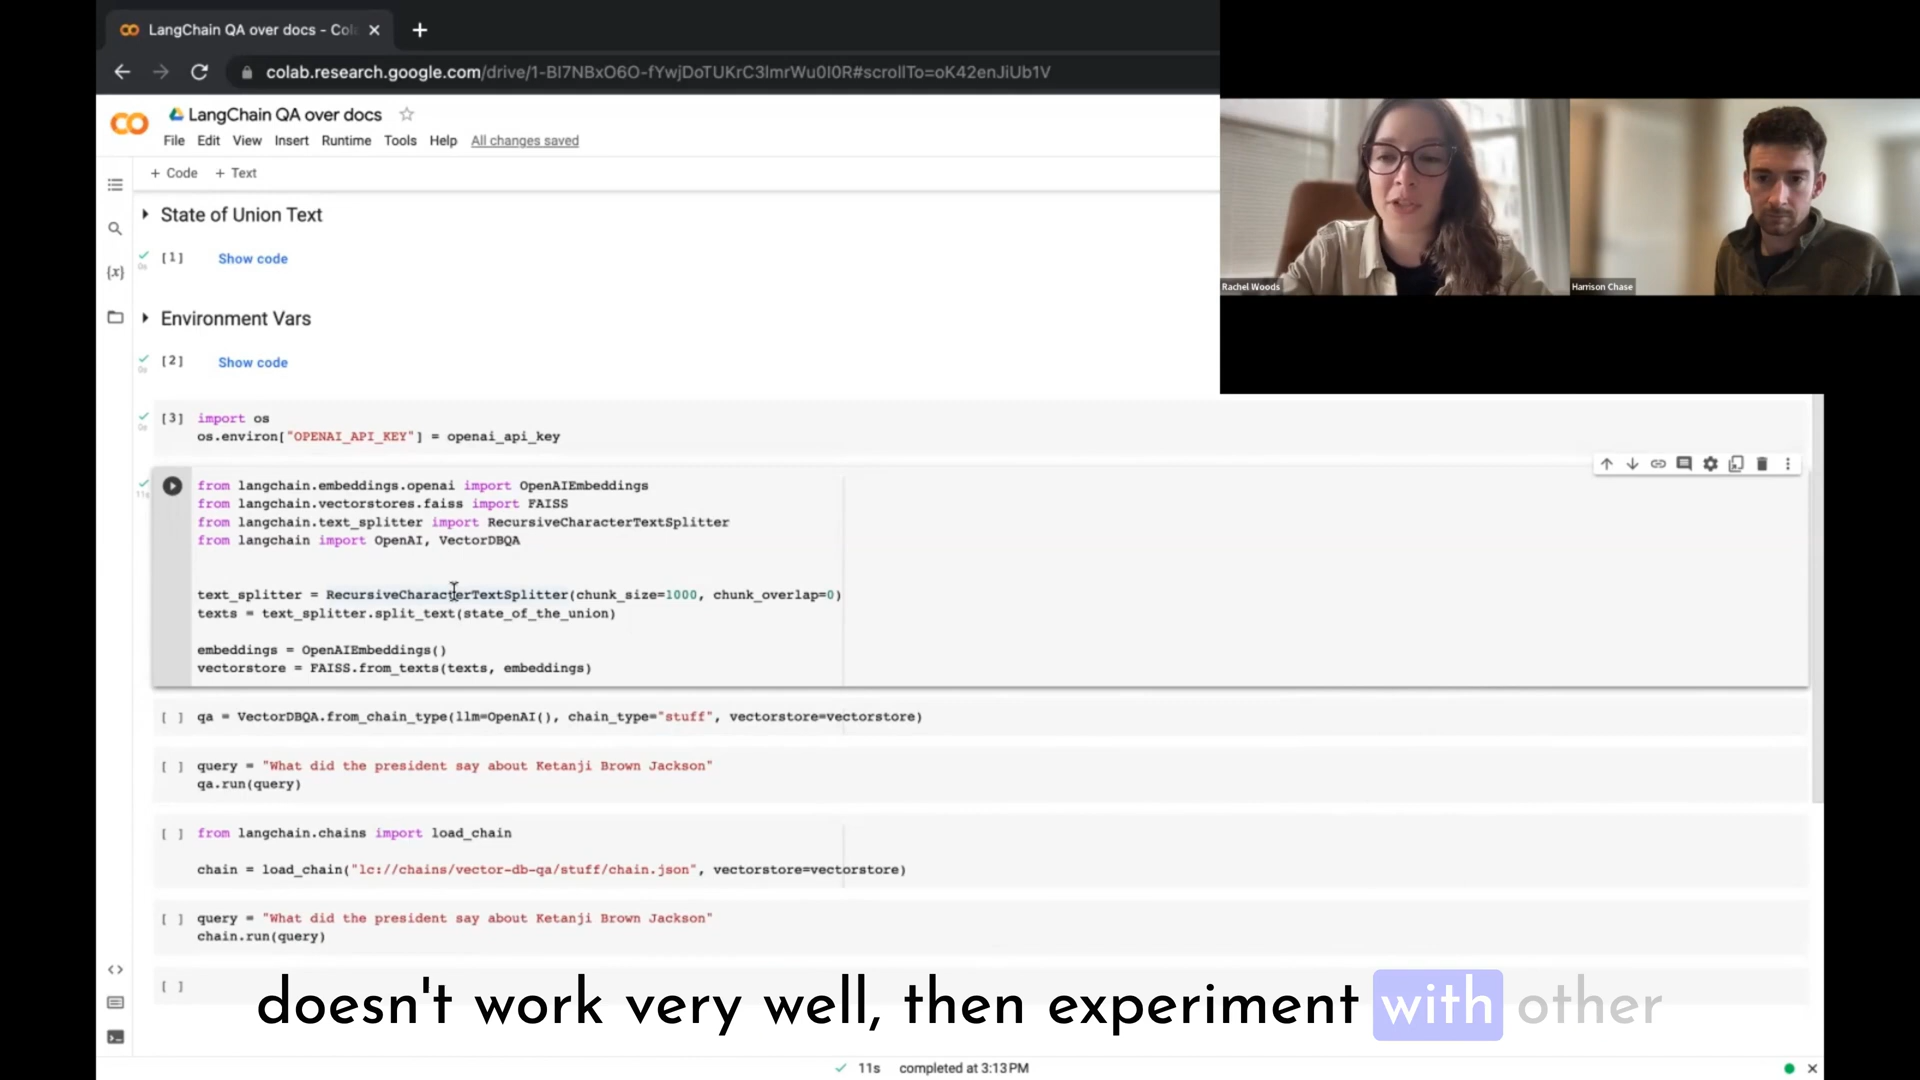 LangChain QA over docs - Col
colab.research.google.com/drive/1-BI7NBxO6O-fYwjDoTUKrC3lmrWu0I0R#scrollTo=oK42enJiUb1V
LangChain QA over docs
File Edit View Insert Runtime Tools Help All changes saved
+ Code + Text
State of Union Text
[1] Show code
0s
Environment Vars
[2] Show code
0s
[3] import os
0s
os.environ["OPENAI_API_KEY"] = openai_api_key
from langchain.embeddings.openai import OpenAIEmbeddings
11s
from langchain.vectorstores.faiss import FAISS
from langchain.text_splitter import RecursiveCharacterTextSplitter
from langchain import OpenAI, VectorDBQA
text_splitter = RecursiveCharacterTextSplitter(chunk_size=1000, chunk_overlap=0)
texts = text_splitter.split_text(state_of_the_union)
embeddings = OpenAIEmbeddings()
vectorstore = FAISS.from_texts(texts, embeddings)
[ ] qa = VectorDBQA.from_chain_type(llm=OpenAI(), chain_type="stuff", vectorstore=vectorstore)
[ ] query = "What did the president say about Ketanji Brown Jackson"
qa.run(query)
[ ] from langchain.chains import load_chain
chain = load_chain("lc://chains/vector-db-qa/stuff/chain.json", vectorstore=vectorstore)
[ ] query = "What did the president say about Ketanji Brown Jackson"
chain.run(query)
[ ]
doesn't work very well, then experiment with other
11s completed at 3:13 PM
Rachel Woods
Harrison Chase